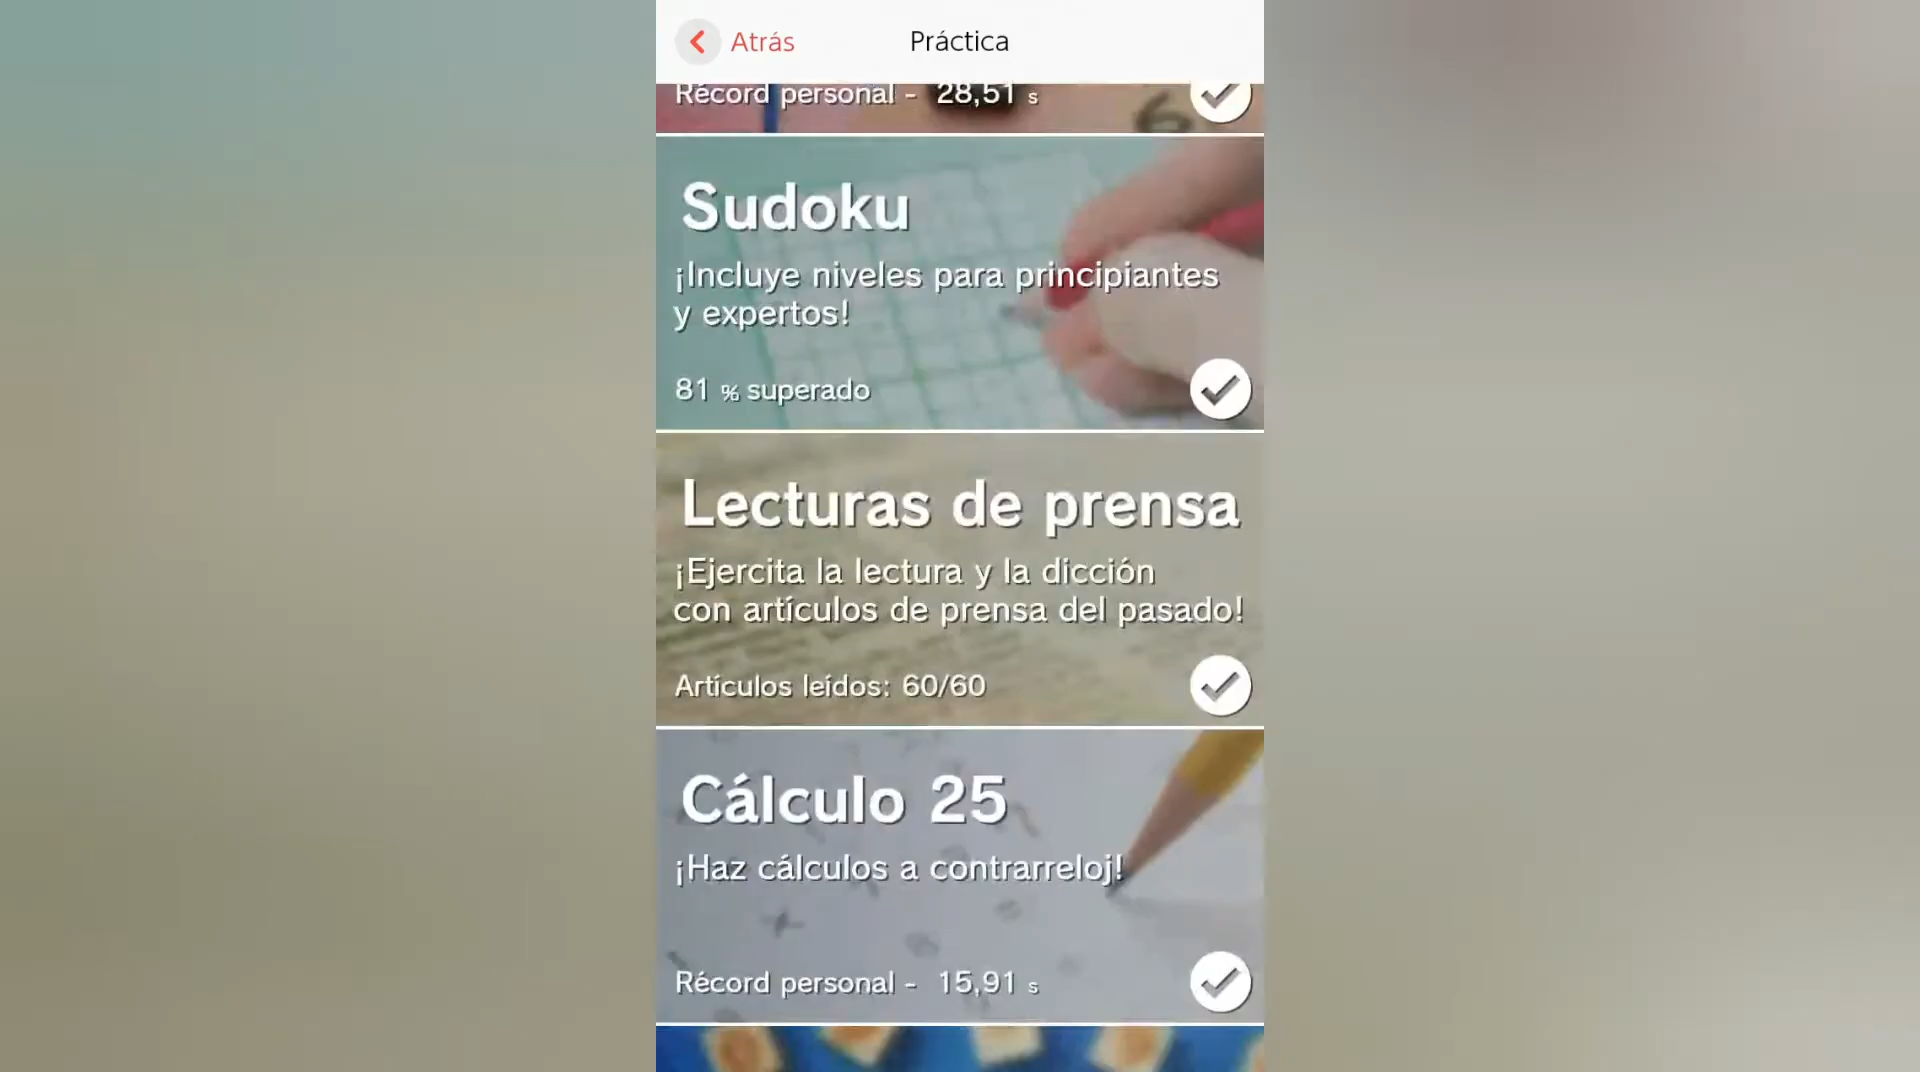 Atrás
Práctica
Récord personal - 28,51 s
6
Sudoku
¡Incluye niveles para principiantes
y expertos!
81 % superado
Lecturas de prensa
¡Ejercita la lectura y la dicción
con artículos de prensa del pasado!
Artículos leídos: 60/60
Cálculo 25
¡Haz cálculos a contrarreloj!
Récord personal - 15,91 s